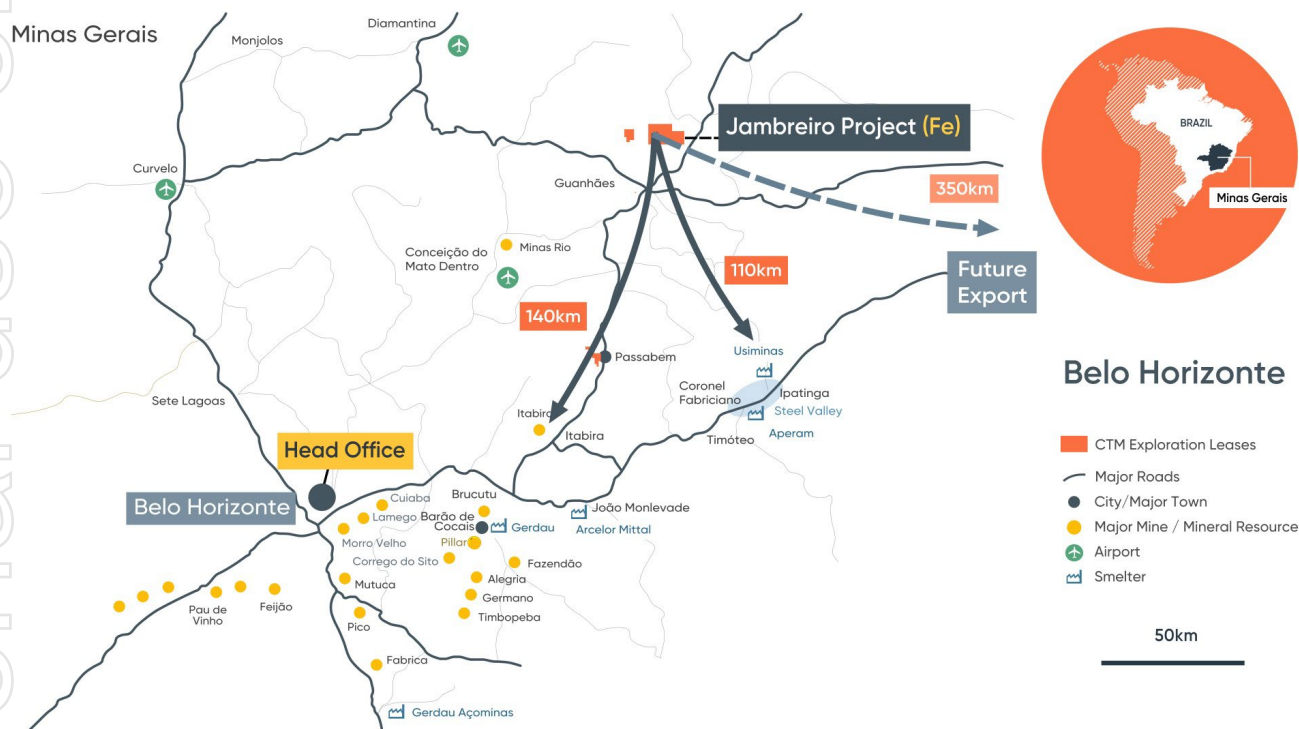 Minas Gerais
Diamantina
Monjolos
Jambreiro Project (Fe)
Curvelo
Guanhães
350km
Conceição do
Mato Dentro
Minas Rio
110km
Future
Export
140km
Usiminas
Passabem
Coronel
Fabriciano
Ipatinga
Steel Valley
Sete Lagoas
Itabira
Itabira
Timóteo
Aperam
Head Office
Belo Horizonte
Cuiaba
Brucutu
João Monlevade
Lamego
Barão de
Cocais
Gerdau
Arcelor Mittal
Morro Velho
Corrego do Sito
Fazendão
Mutuca
Alegria
Germano
Timbopeba
Pau de
Vinho
Feijão
Pico
Fabrica
Gerdau Açominas
BRAZIL
Minas Gerais
Belo Horizonte
CTM Exploration Leases
Major Roads
City/Major Town
Major Mine / Mineral Resource
Airport
Smelter
50km